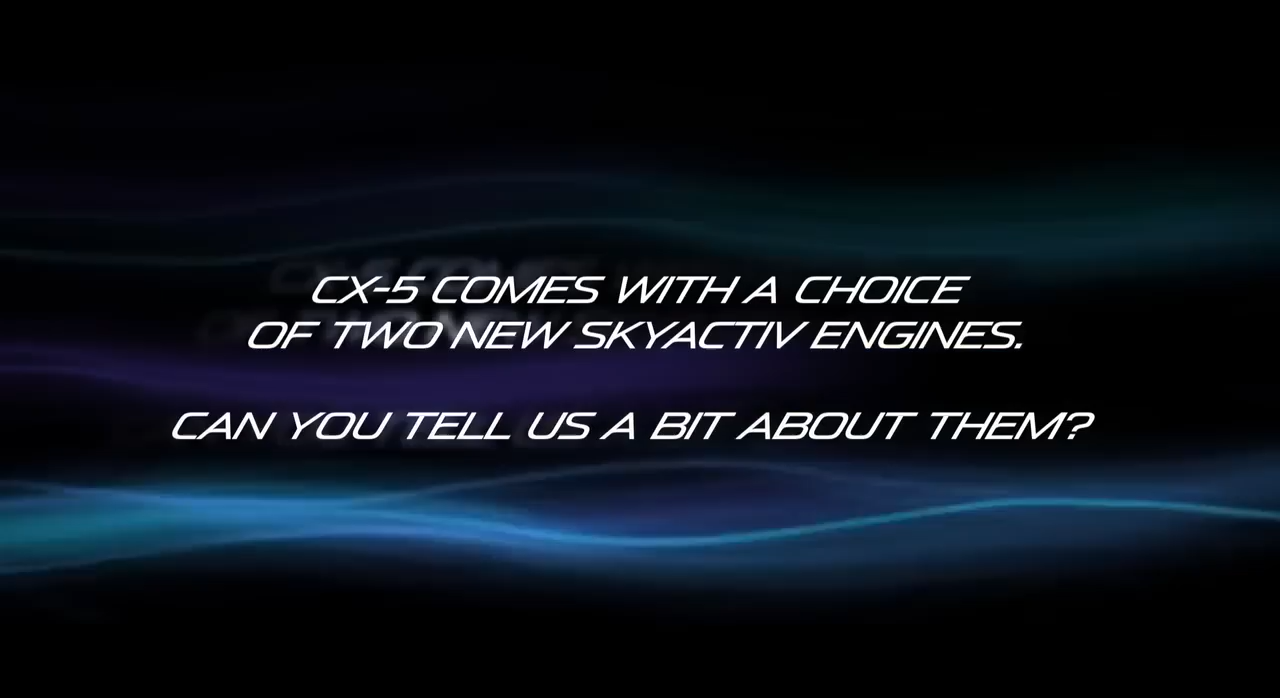 CX-5 COMES WITH A CHOICE
OF TWO NEW SKYACTIV ENGINES.
CAN YOU TELL US A BIT ABOUT THEM?